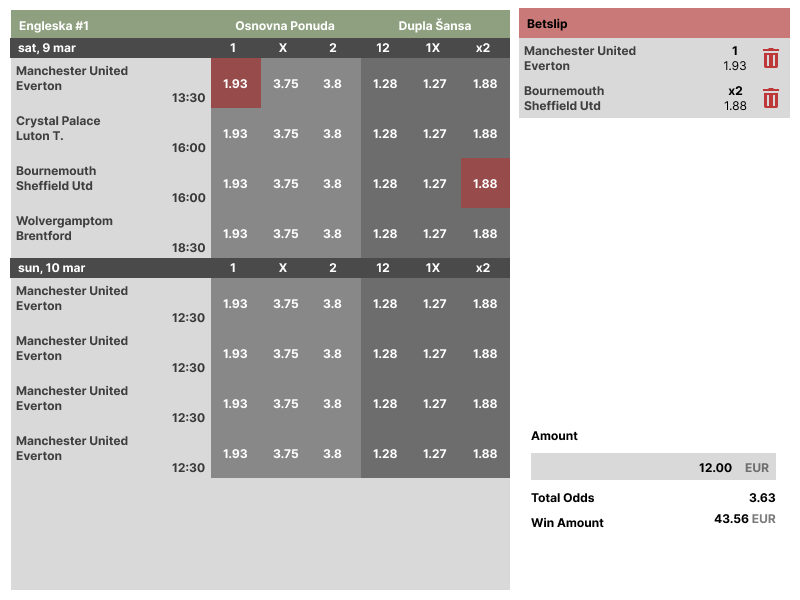 Engleska #1 Osnovna Ponuda Dupla Šansa
sat, 9 mar 1 X 2 12 1X x2
Manchester United
Everton
13:30 1.93 3.75 3.8 1.28 1.27 1.88
Crystal Palace
Luton T.
16:00 1.93 3.75 3.8 1.28 1.27 1.88
Bournemouth
Sheffield Utd
16:00 1.93 3.75 3.8 1.28 1.27 1.88
Wolvergamptom
Brentford
18:30 1.93 3.75 3.8 1.28 1.27 1.88
sun, 10 mar 1 X 2 12 1X x2
Manchester United
Everton
12:30 1.93 3.75 3.8 1.28 1.27 1.88
Manchester United
Everton
12:30 1.93 3.75 3.8 1.28 1.27 1.88
Manchester United
Everton
12:30 1.93 3.75 3.8 1.28 1.27 1.88
Manchester United
Everton
12:30 1.93 3.75 3.8 1.28 1.27 1.88
Betslip
Manchester United 1
Everton 1.93
Bournemouth x2
Sheffield Utd 1.88
Amount
12.00 EUR
Total Odds 3.63
Win Amount 43.56 EUR